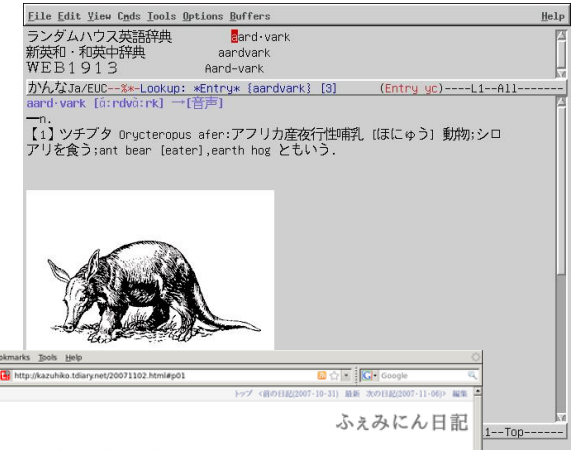 File Edit View Cmds Tools Options Buffers Help
ランダムハウス英語辞典 aard·vark
新英和・和英中辞典 aardvark
WEB1913 Aard-vark
かんなJa/EUC--%*-Lookup: *Entry* {aardvark} [3] (Entry yc)----L1--All-------
aard·vark [áːrdvàːrk] →[音声]
━n.
【1】ツチブタ Orycteropus afer:アフリカ産夜行性哺乳 [ほにゅう] 動物;シロ
アリを食う;ant bear [eater],earth hog ともいう.
okmarks Tools Help
http://kazuhiko.tdiary.net/20071102.html#p01 Google
トップ <前の日記(2007-10-31) 最新 次の日記(2007-11-06)> 編集
ふぇみにん日記
1--Top------